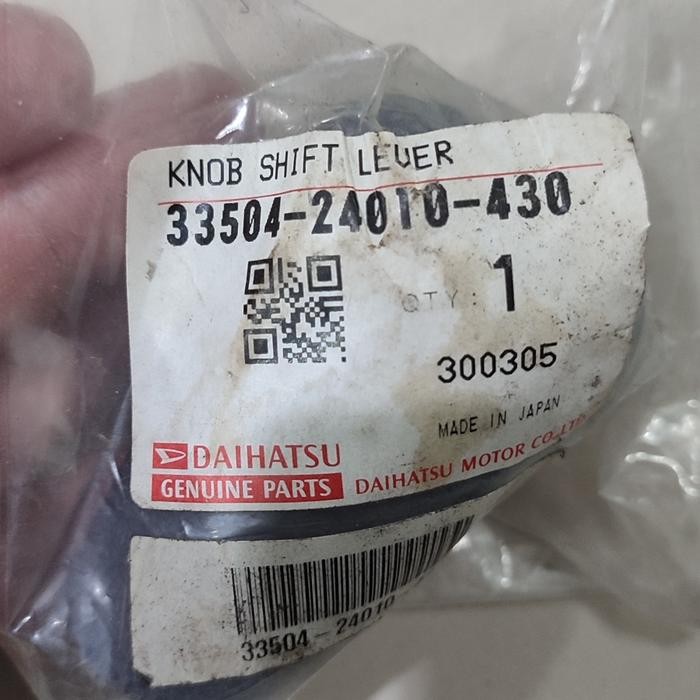 KNOB SHIFT LEVER
33504-24010-430
QTY: 1
300305
MADE IN JAPAN
DAIHATSU
GENUINE PARTS
DAIHATSU MOTOR CO.,LTD.
33504-24010